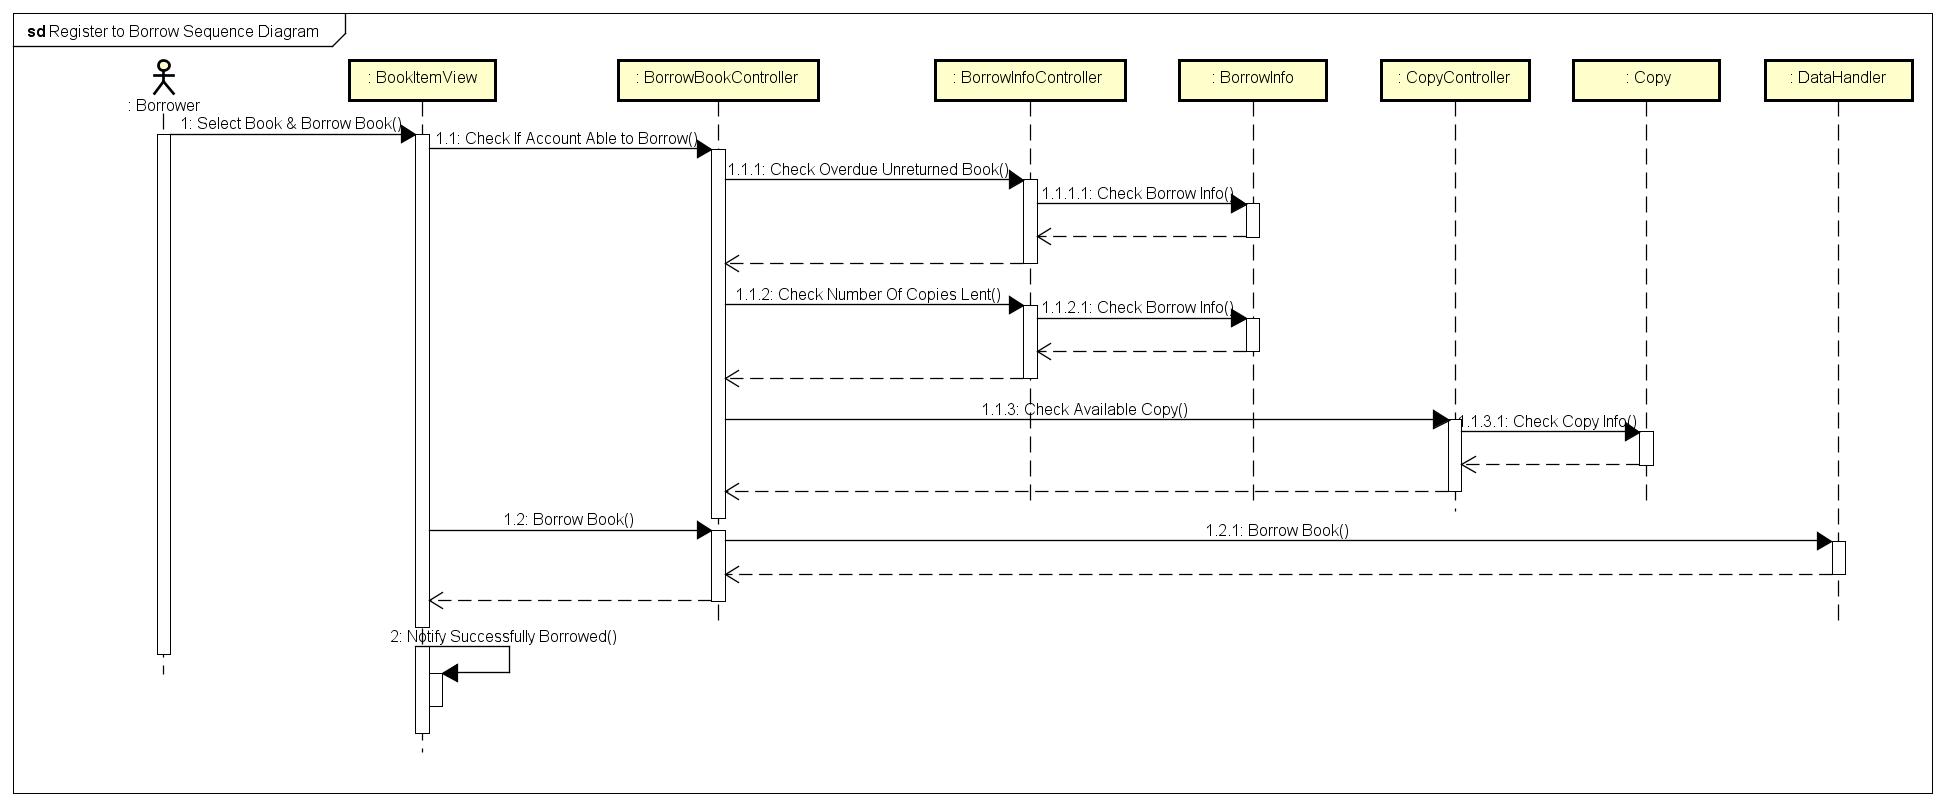 sd Register to Borrow Sequence Diagram
: Borrower
: BookItemView
: BorrowBookController
: BorrowInfoController
: BorrowInfo
: CopyController
: Copy
: DataHandler
1: Select Book & Borrow Book()
1.1: Check If Account Able to Borrow()
1.1.1: Check Overdue Unreturned Book()
1.1.1.1: Check Borrow Info()
1.1.2: Check Number Of Copies Lent()
1.1.2.1: Check Borrow Info()
1.1.3: Check Available Copy()
1.1.3.1: Check Copy Info()
1.2: Borrow Book()
1.2.1: Borrow Book()
2: Notify Successfully Borrowed()